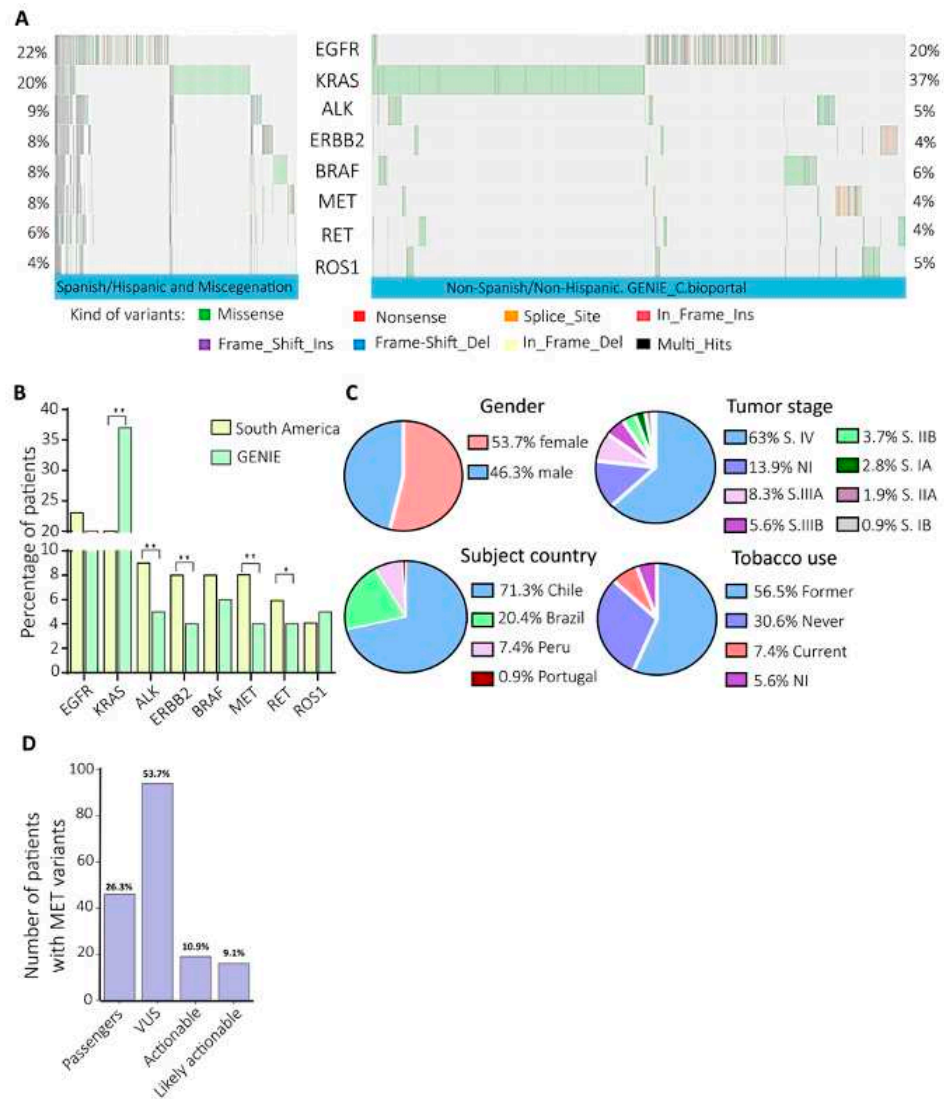 A
22% EGFR 20%
20% KRAS 37%
9% ALK 5%
8% ERBB2 4%
8% BRAF 6%
8% MET 4%
6% RET 4%
4% ROS1 5%
Spanish/Hispanic and Miscegenation Non-Spanish/Non-Hispanic. GENIE_C.bioportal
Kind of variants: Missense Nonsense Splice_Site In_Frame_Ins
Frame_Shift_Ins Frame-Shift_Del In_Frame_Del Multi_Hits
B
Percentage of patients
40
35
30
25
20
10
8
6
4
2
0
** ** ** ** *
South America
GENIE
EGFR KRAS ALK ERBB2 BRAF MET RET ROS1
C
Gender
53.7% female
46.3% male
Tumor stage
63% S. IV 3.7% S. IIB
13.9% NI 2.8% S. IA
8.3% S.IIIA 1.9% S. IIA
5.6% S.IIIB 0.9% S. IB
Subject country
71.3% Chile
20.4% Brazil
7.4% Peru
0.9% Portugal
Tobacco use
56.5% Former
30.6% Never
7.4% Current
5.6% NI
D
Number of patients
with MET variants
100
80
60
40
20
0
26.3% 53.7% 10.9% 9.1%
Passengers VUS Actionable Likely actionable